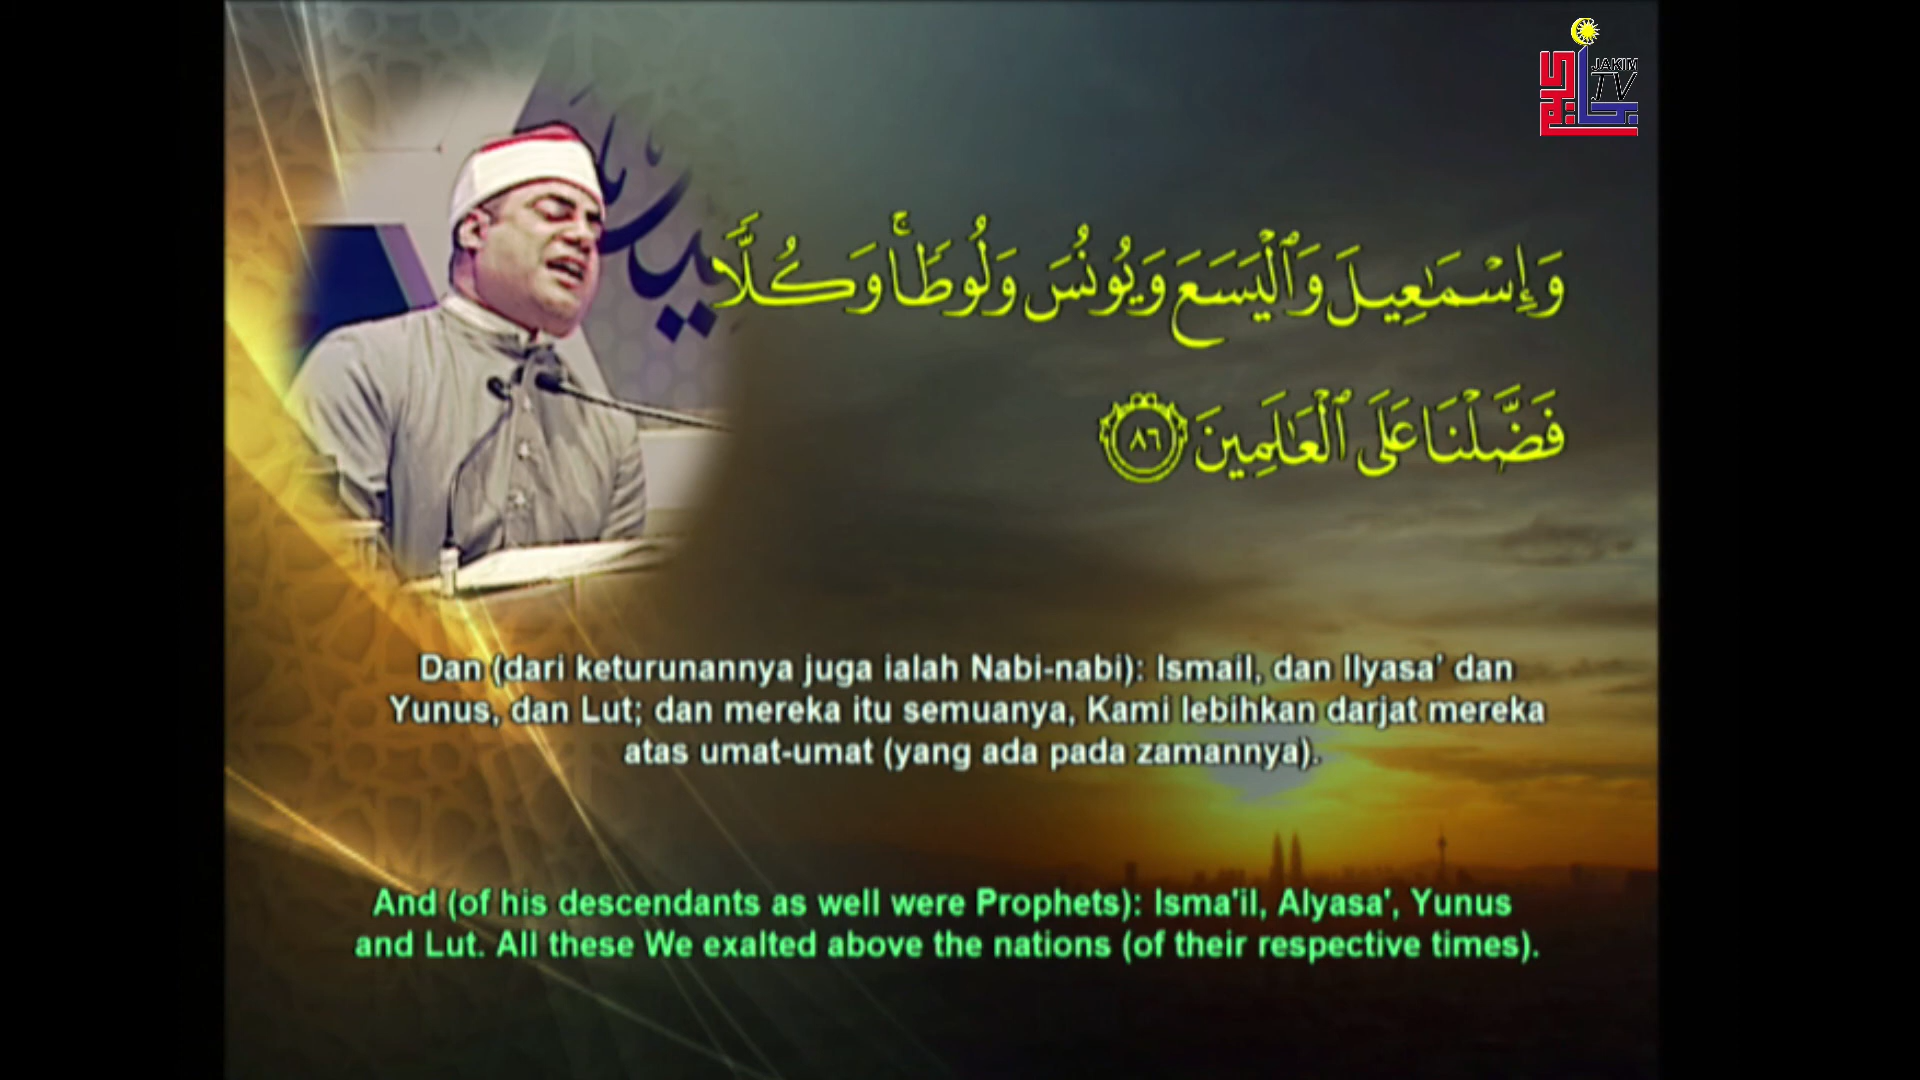 JAKIM
TV
وَإِسْمَٰعِيلَ وَٱلْيَسَعَ وَيُونُسَ وَلُوطًا ۚ وَكُلًّا
فَضَّلْنَا عَلَى ٱلْعَٰلَمِينَ ٨٦
Dan (dari keturunannya juga ialah Nabi-nabi): Ismail, dan Ilyasa' dan
Yunus, dan Lut; dan mereka itu semuanya, Kami lebihkan darjat mereka
atas umat-umat (yang ada pada zamannya).
And (of his descendants as well were Prophets): Isma'il, Alyasa', Yunus
and Lut. All these We exalted above the nations (of their respective times).